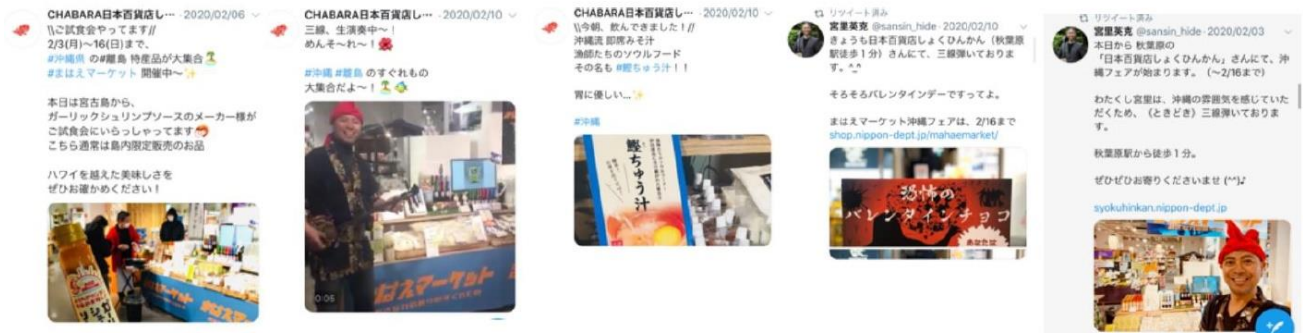 CHABARA日本百貨店し… · 2020/02/06
\\ご試食会やってます//
2/3(月)~16(日)まで、
#沖縄県 の#離島 特産品が大集合🏝
#まはえマーケット 開催中~✨
本日は宮古島から、
ガーリックシュリンプソースのメーカー様が
ご試食会にいらっしゃってます🦐
こちら通常は島内限定販売のお品
ハワイを越えた美味しさを
ぜひお確かめください！
CHABARA日本百貨店し… · 2020/02/10
三線、生演奏中~！
めんそ~れ~！🌺
#沖縄 #離島 のすぐれもの
大集合だよ~！🏝🐠
まはえマーケット
0:06
CHABARA日本百貨店し… · 2020/02/10
\\今朝、飲んできました！//
沖縄流 即席みそ汁
漁師たちのソウルフード
その名も #鰹ちゅう汁！！
胃に優しい…✨
#沖縄
鰹ちゅう汁
リツイート済み
宮里英克 @sansin_hide · 2020/02/10
きょうも日本百貨店しょくひんかん（秋葉原
駅徒歩１分）さんにて、三線弾いておりま
す。^_^
そろそろバレンタインデーですってよ。
まはえマーケット沖縄フェアは、2/16まで
shop.nippon-dept.jp/mahaemarket/
恐怖の
バレンタインチョコ
あなたは
リツイート済み
宮里英克 @sansin_hide · 2020/02/03
本日から 秋葉原の
「日本百貨店しょくひんかん」さんにて、沖
縄フェアが始まります。（~2/16まで）
わたくし宮里は、沖縄の雰囲気を感じていた
だくため、（ときどき）三線弾いておりま
す。
秋葉原駅から徒歩１分。
ぜひぜひお寄りくださいませ (^^)♪
syokuhinkan.nippon-dept.jp